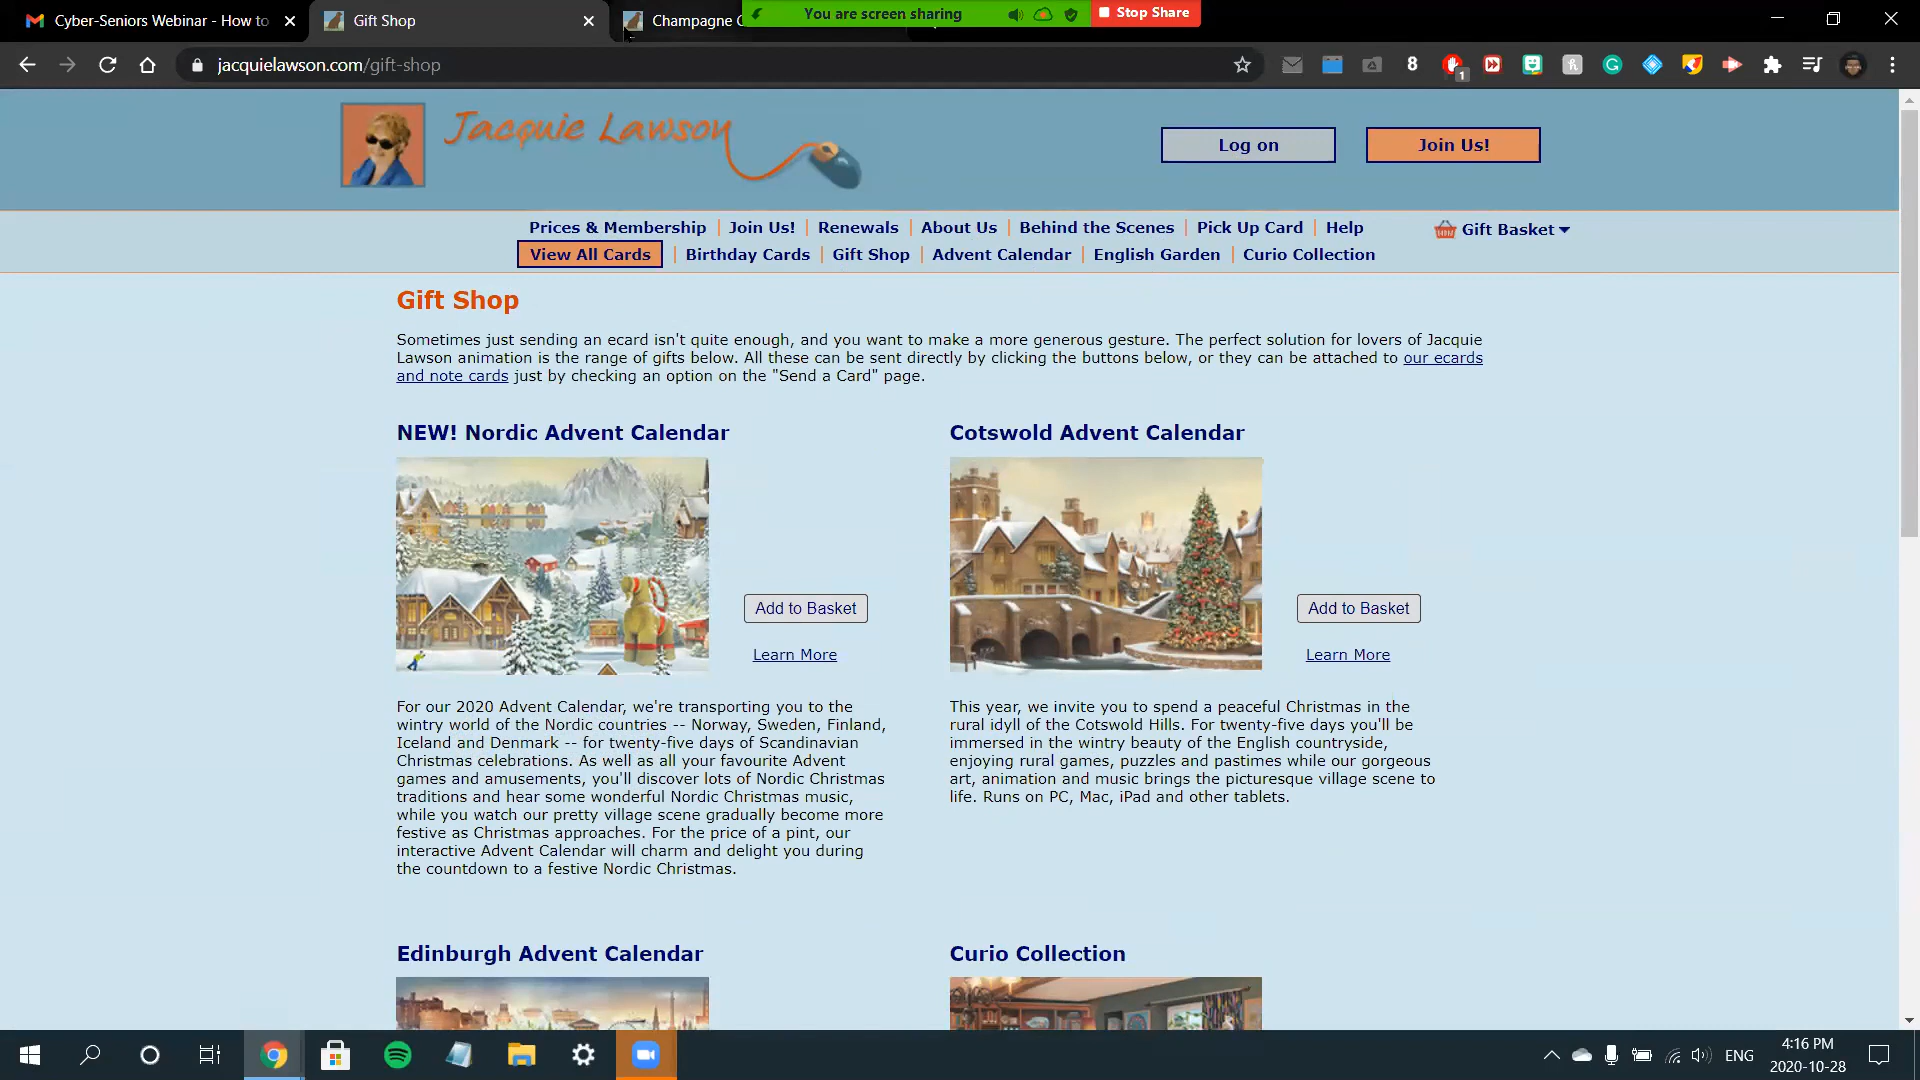 Cyber-Seniors Webinar - How to
Gift Shop
Champagne
You are screen sharing
Stop Share
jacquielawson.com/gift-shop
8
1
Jacquie Lawson
Log on
Join Us!
Prices & Membership
Join Us!
Renewals
About Us
Behind the Scenes
Pick Up Card
Help
Gift Basket
View All Cards
Birthday Cards
Gift Shop
Advent Calendar
English Garden
Curio Collection
Gift Shop
Sometimes just sending an ecard isn't quite enough, and you want to make a more generous gesture. The perfect solution for lovers of Jacquie
Lawson animation is the range of gifts below. All these can be sent directly by clicking the buttons below, or they can be attached to our ecards
and note cards just by checking an option on the "Send a Card" page.
NEW! Nordic Advent Calendar
Add to Basket
Learn More
For our 2020 Advent Calendar, we're transporting you to the
wintry world of the Nordic countries -- Norway, Sweden, Finland,
Iceland and Denmark -- for twenty-five days of Scandinavian
Christmas celebrations. As well as all your favourite Advent
games and amusements, you'll discover lots of Nordic Christmas
traditions and hear some wonderful Nordic Christmas music,
while you watch our pretty village scene gradually become more
festive as Christmas approaches. For the price of a pint, our
interactive Advent Calendar will charm and delight you during
the countdown to a festive Nordic Christmas.
Cotswold Advent Calendar
Add to Basket
Learn More
This year, we invite you to spend a peaceful Christmas in the
rural idyll of the Cotswold Hills. For twenty-five days you'll be
immersed in the wintry beauty of the English countryside,
enjoying rural games, puzzles and pastimes while our gorgeous
art, animation and music brings the picturesque village scene to
life. Runs on PC, Mac, iPad and other tablets.
Edinburgh Advent Calendar
Curio Collection
ENG
4:16 PM
2020-10-28